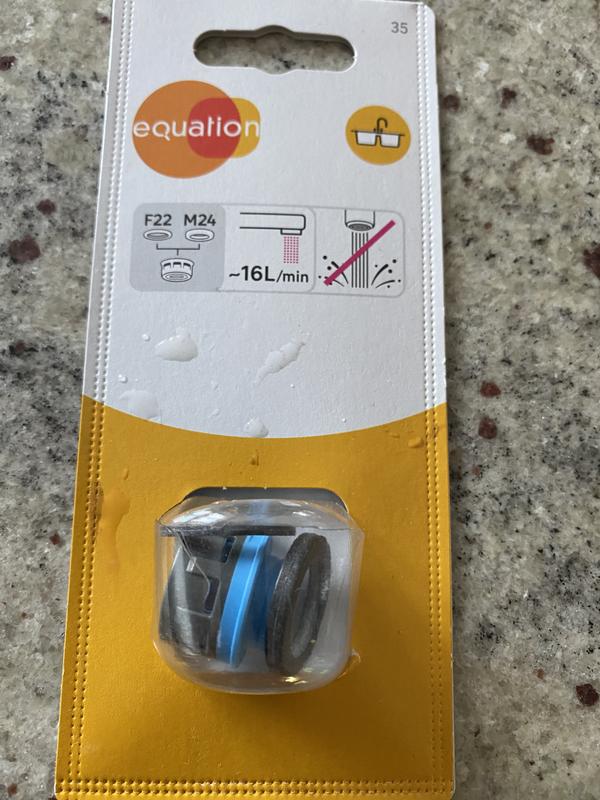 35
equation
F22 M24
~16L/min